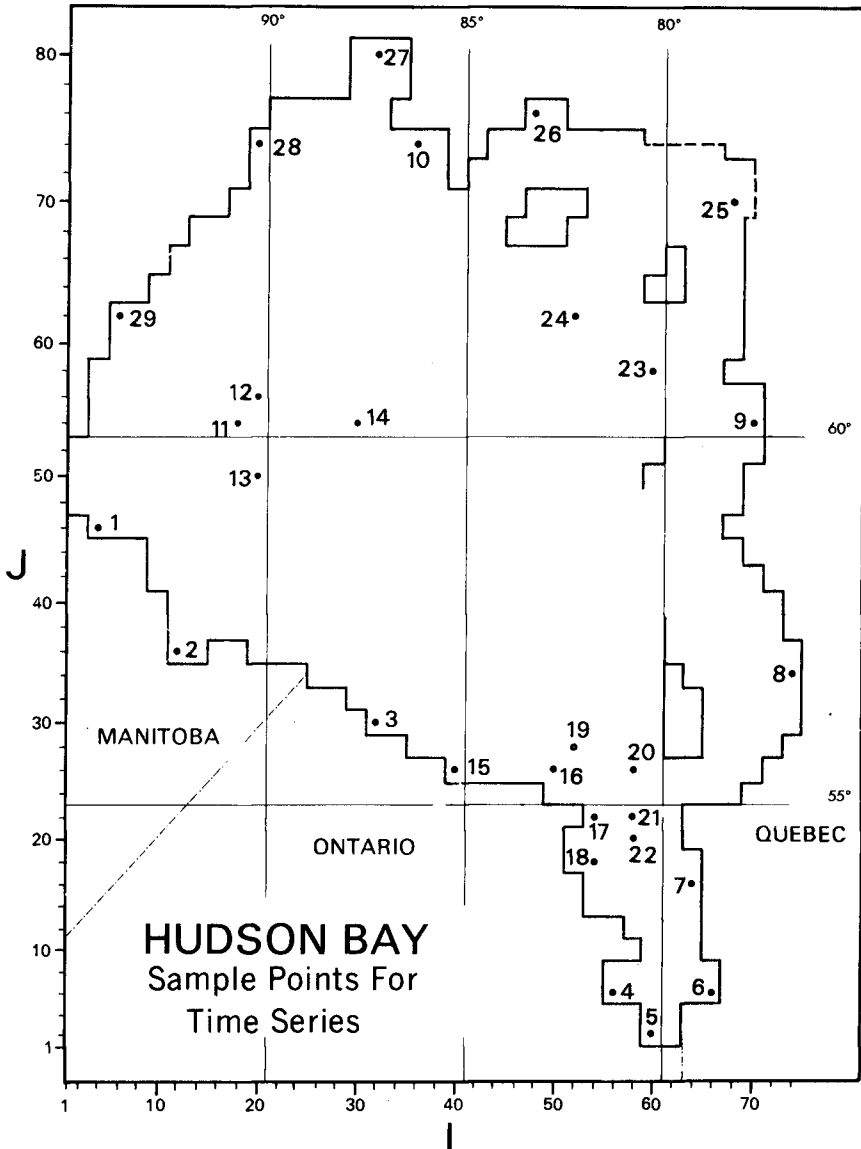 90° 85° 80°
80
27
26
28
10
70
25
29
24
60
23
12
11 14 9 60°
50
13
1
J
40
2
8
30
3
19
MANITOBA
15 16 20
55°
17 21
20
ONTARIO
22
QUEBEC
18
7
HUDSON BAY
10
Sample Points For
4 6
Time Series
5
1
1 10 20 30 40 50 60 70
I